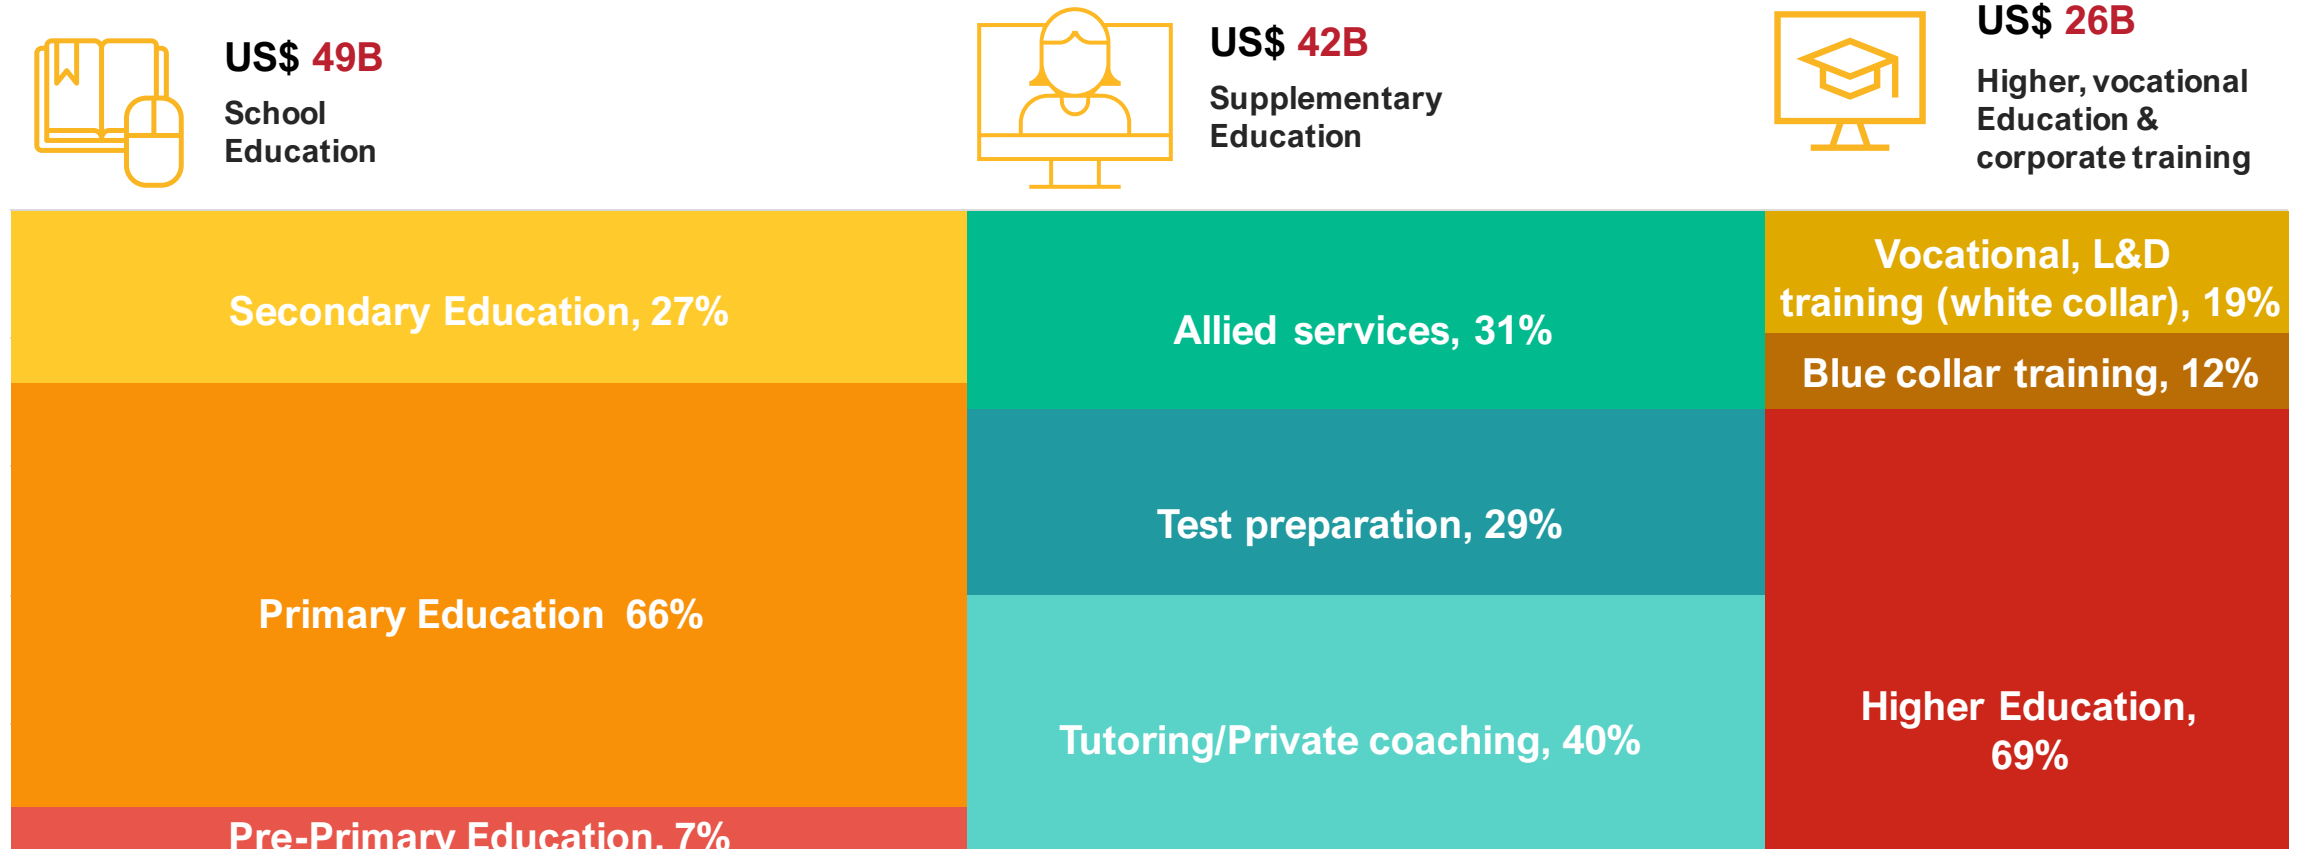 US$ 49B
School
Education
US$ 42B
Supplementary
Education
US$ 26B
Higher, vocational
Education &
corporate training
Secondary Education, 27%
Primary Education 66%
Pre-Primary Education, 7%
Allied services, 31%
Test preparation, 29%
Tutoring/Private coaching, 40%
Vocational, L&D
training (white collar), 19%
Blue collar training, 12%
Higher Education,
69%